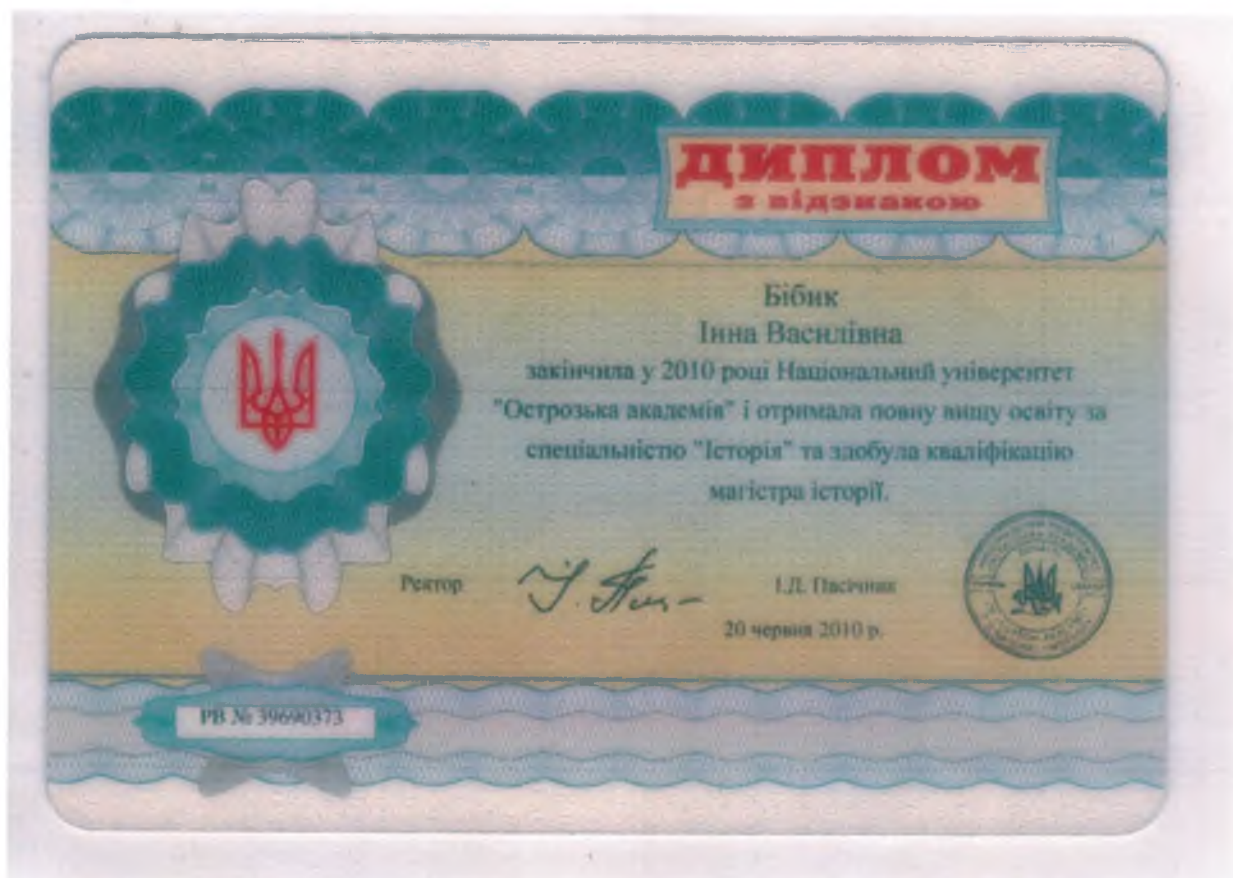 ДИПЛОМ
з відзнакою
Бібик
Інна Василівна
закінчила у 2010 році Національний університет
"Острозька академія" і отримала повну вищу освіту за
спеціальністю "Історія" та здобула кваліфікацію
магістра історії.
Ректор І.Д. Пасічник
20 червня 2010 р.
РВ № 39690373